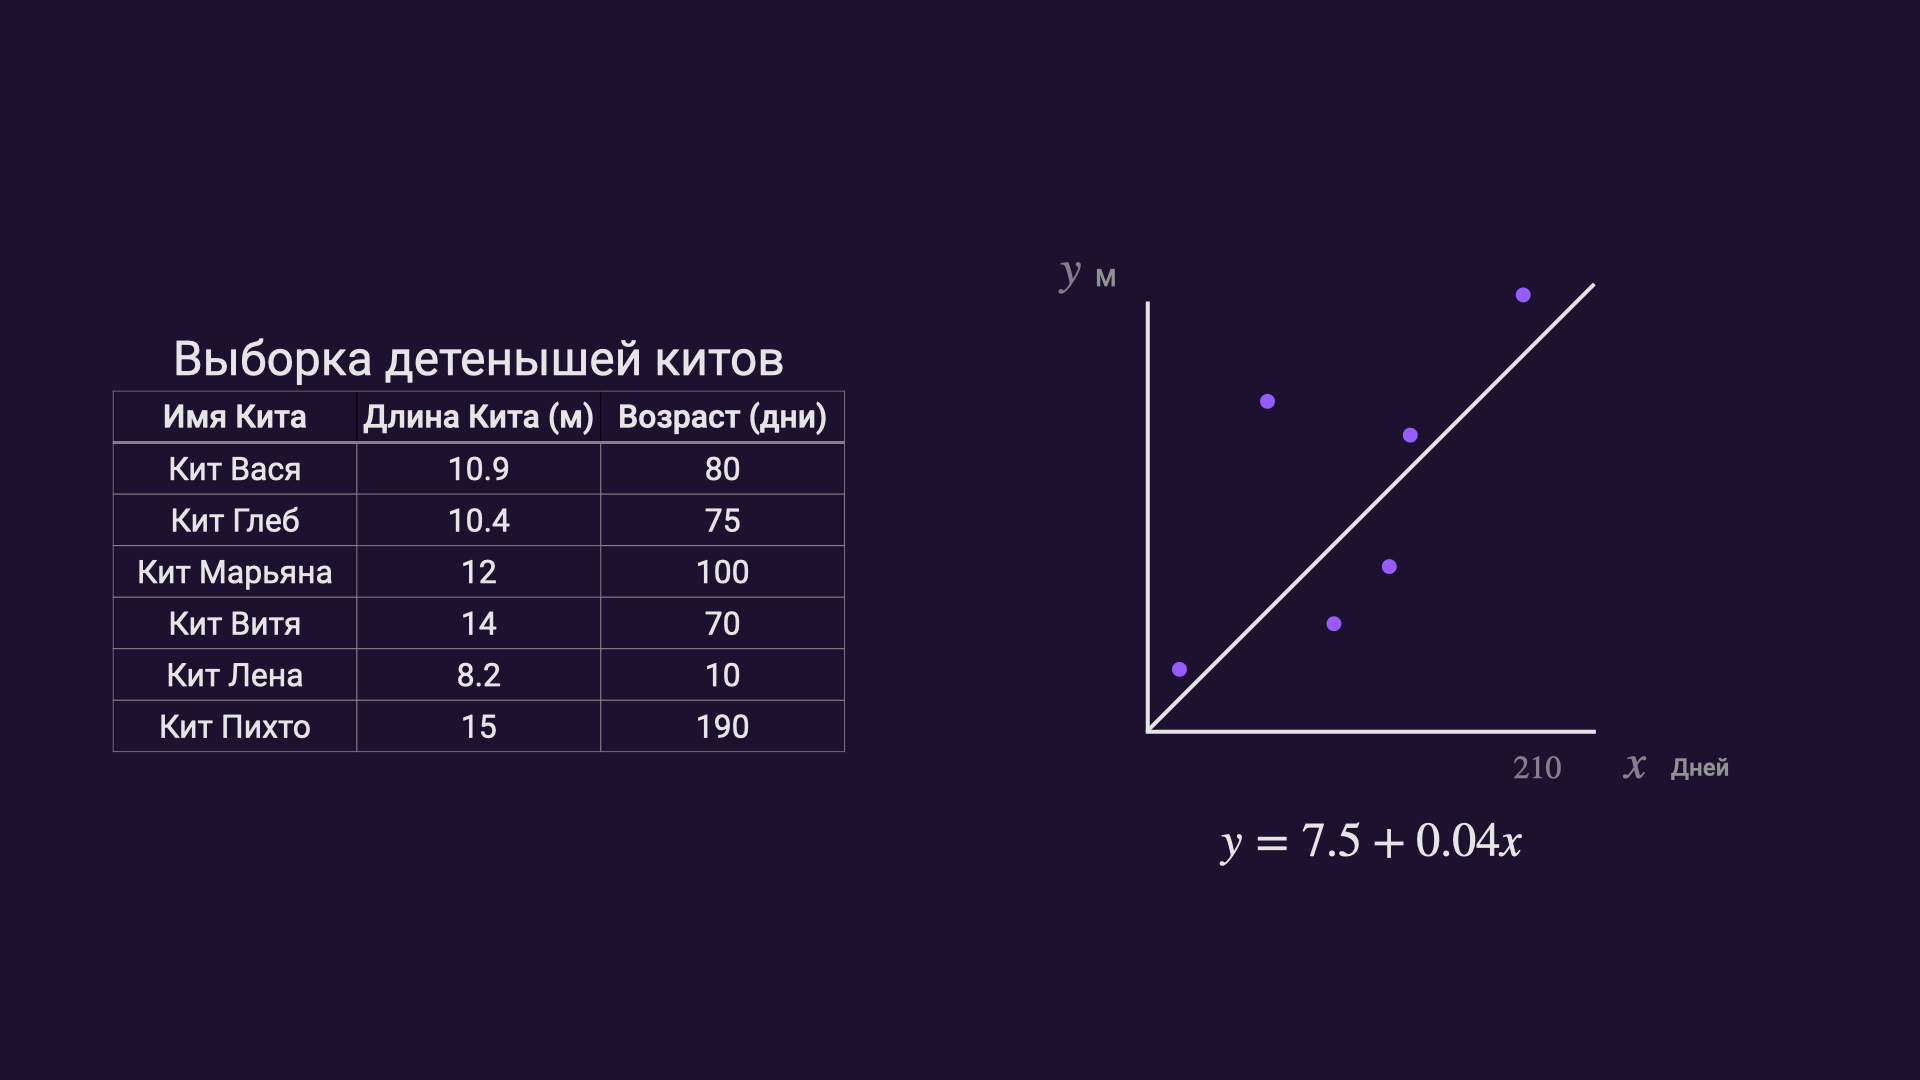 Выборка детенышей китов
Имя Кита Длина Кита (м) Возраст (дни)
Кит Вася 10.9 80
Кит Глеб 10.4 75
Кит Марьяна 12 100
Кит Витя 14 70
Кит Лена 8.2 10
Кит Пихто 15 190
y м
210 x Дней
y = 7.5 + 0.04x